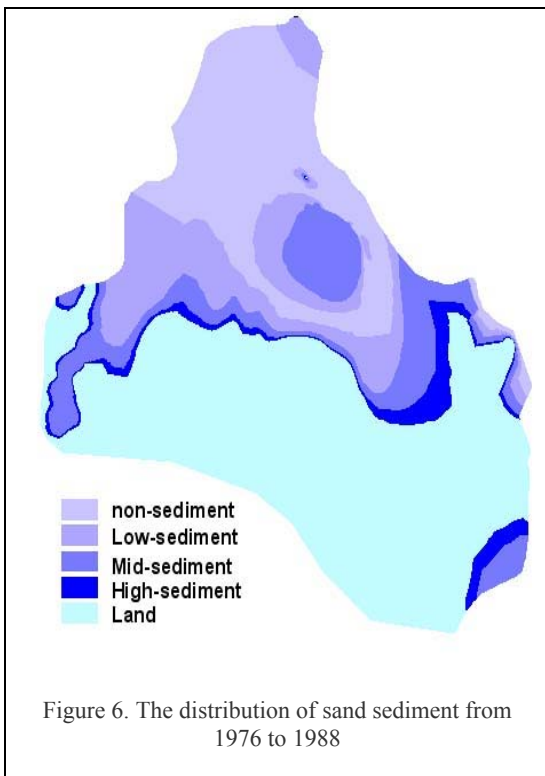 non-sediment
Low-sediment
Mid-sediment
High-sediment
Land
Figure 6. The distribution of sand sediment from
1976 to 1988